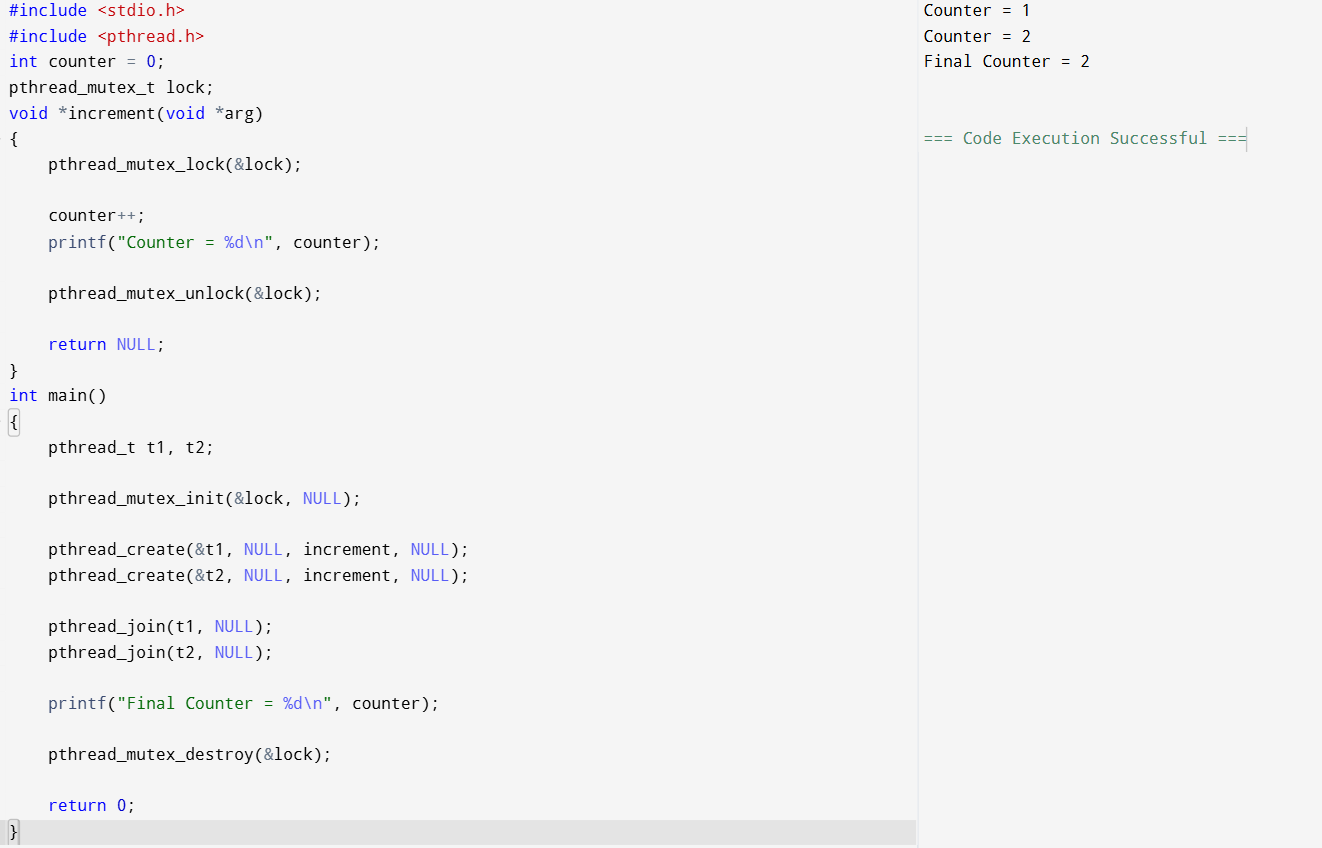 #include <stdio.h>
#include <pthread.h>
int counter = 0;
pthread_mutex_t lock;
void *increment(void *arg)
{
    pthread_mutex_lock(&lock);

    counter++;
    printf("Counter = %d\n", counter);

    pthread_mutex_unlock(&lock);

    return NULL;
}
int main()
{
    pthread_t t1, t2;

    pthread_mutex_init(&lock, NULL);

    pthread_create(&t1, NULL, increment, NULL);
    pthread_create(&t2, NULL, increment, NULL);

    pthread_join(t1, NULL);
    pthread_join(t2, NULL);

    printf("Final Counter = %d\n", counter);

    pthread_mutex_destroy(&lock);

    return 0;
}
Counter = 1
Counter = 2
Final Counter = 2

=== Code Execution Successful ===